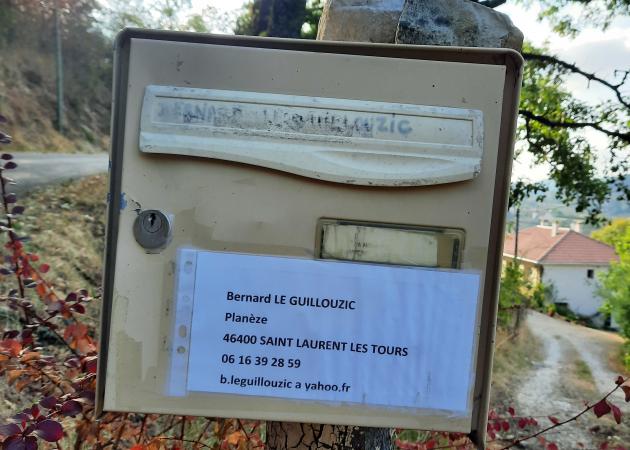 BERNARD LE GUILLOUZIC
Bernard LE GUILLOUZIC
Planèze
46400 SAINT LAURENT LES TOURS
06 16 39 28 59
b.leguillouzic a yahoo.fr